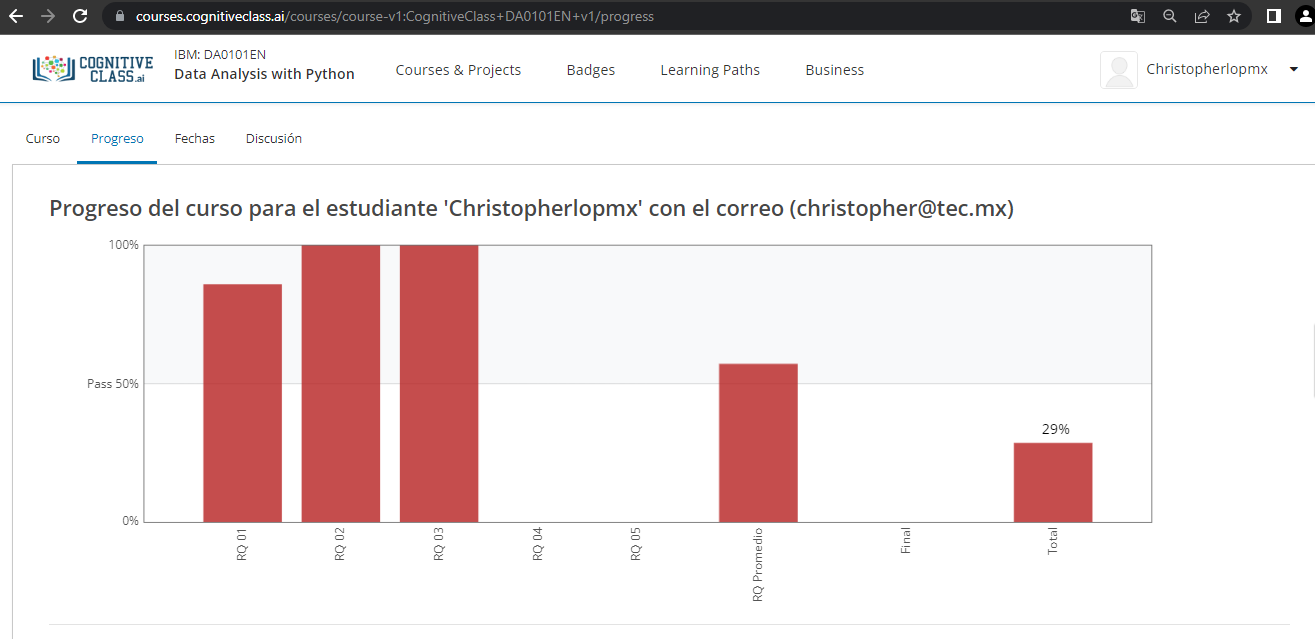 courses.cognitiveclass.ai/courses/course-v1:CognitiveClass+DA0101EN+v1/progress
COGNITIVE
CLASS.ai
IBM: DA0101EN
Data Analysis with Python
Courses & Projects
Badges
Learning Paths
Business
Christopherlopmx
Curso
Progreso
Fechas
Discusión
Progreso del curso para el estudiante 'Christopherlopmx' con el correo (christopher@tec.mx)
100%
Pass 50%
0%
29%
RQ 01
RQ 02
RQ 03
RQ 04
RQ 05
RQ Promedio
Final
Total